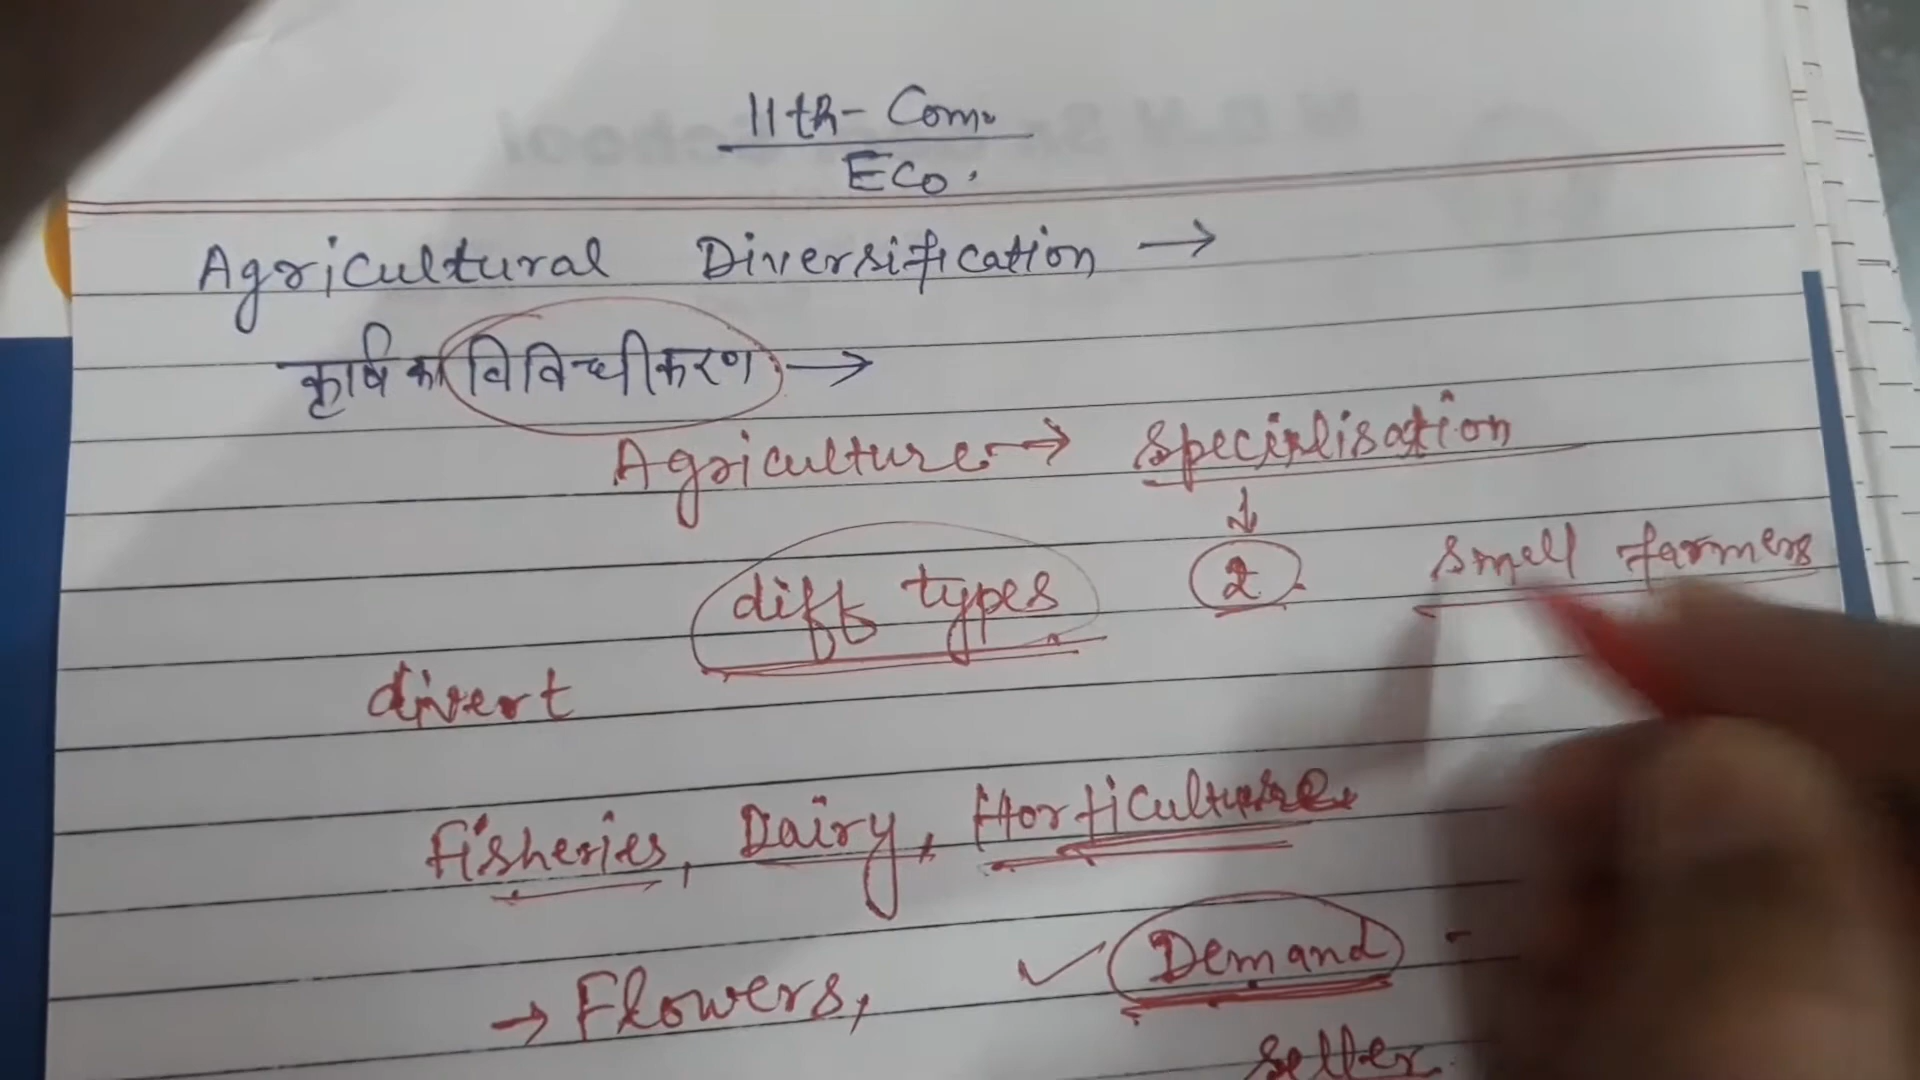 11th - Com.
Eco.
Agricultural Diversification →
कृषि का विविधीकरण →
Agriculture → specialisation
↓
diff types 2 small farmers
divert
Fisheries, Dairy, Horticulture
→ Flowers, ✓ Demand -
seller